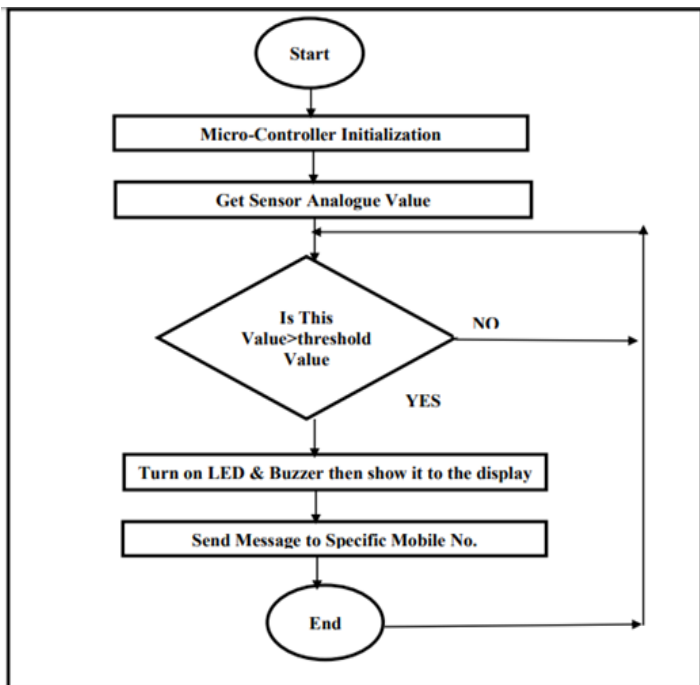 Start
Micro-Controller Initialization
Get Sensor Analogue Value
Is This
Value>threshold
Value
NO
YES
Turn on LED & Buzzer then show it to the display
Send Message to Specific Mobile No.
End